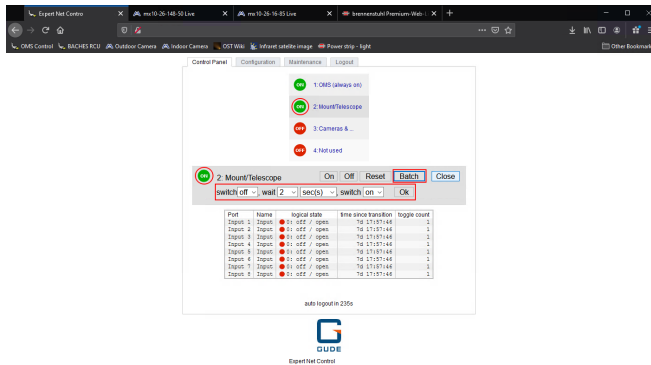 Expert Net Contro
mx10-26-148-50 Live
mx10-26-16-85 Live
brennenstuhl Premium-Web-
OMS Control BACHES RCU Outdoor Camera Indoor Camera OST Wiki Infraret satellite image Power strip - light
Other Bookmark
Control Panel Configuration Maintenance Logout
ON 1: OMS (always on)
ON 2: Mount/Telescope
OFF 3: Cameras & ...
OFF 4: Not used
ON 2: Mount/Telescope On Off Reset Batch Close
switch off , wait 2 sec(s) , switch on Ok
Port Name logical state time since transition toggle count
Input 1 Input 0: off / open 7d 17:57:46 1
Input 2 Input 0: off / open 7d 17:57:46 1
Input 3 Input 0: off / open 7d 17:57:46 1
Input 4 Input 0: off / open 7d 17:57:46 1
Input 5 Input 0: off / open 7d 17:57:46 1
Input 6 Input 0: off / open 7d 17:57:46 1
Input 7 Input 0: off / open 7d 17:57:46 1
Input 8 Input 0: off / open 7d 17:57:46 1
auto logout in 235s
GUDE
Expert Net Control